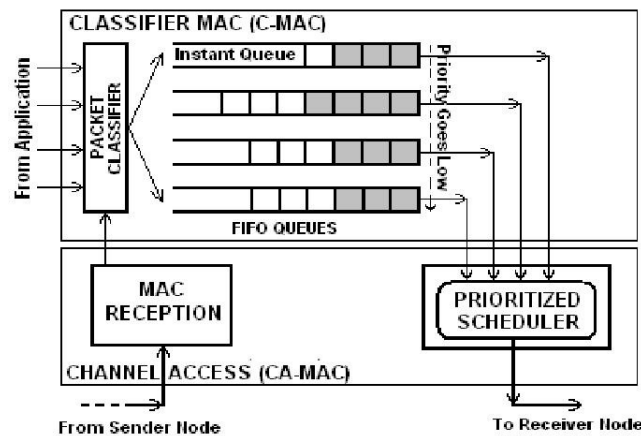 CLASSIFIER MAC (C-MAC)
From Application
PACKET
CLASSIFIER
Instant Queue
Priority Goes Low
FIFO QUEUES
MAC
RECEPTION
PRIORITIZED
SCHEDULER
CHANNEL ACCESS (CA-MAC)
From Sender Node
To Receiver Node